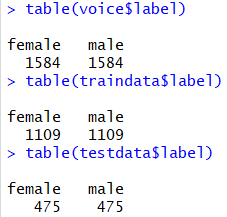 > table(voice$label)
female   male
  1584   1584
> table(traindata$label)
female   male
  1109   1109
> table(testdata$label)
female   male
   475    475